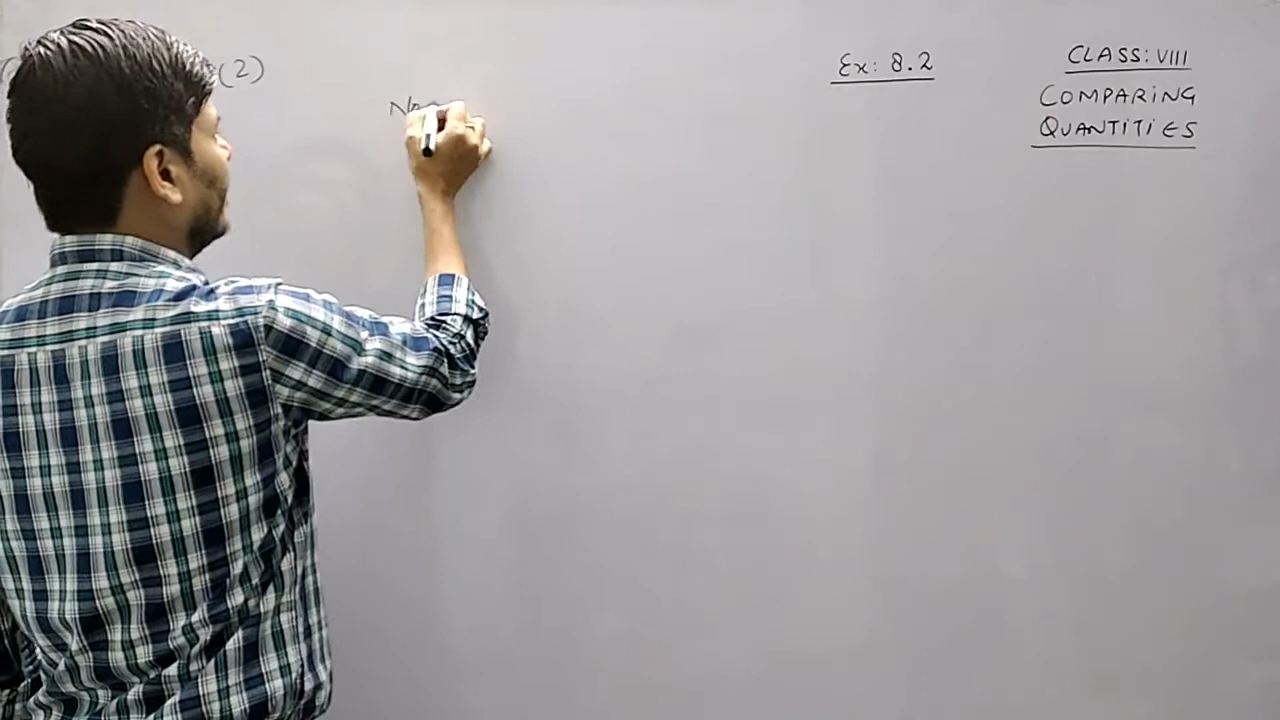 (2)
Ex: 8.2
CLASS: VIII
COMPARING
QUANTITIES